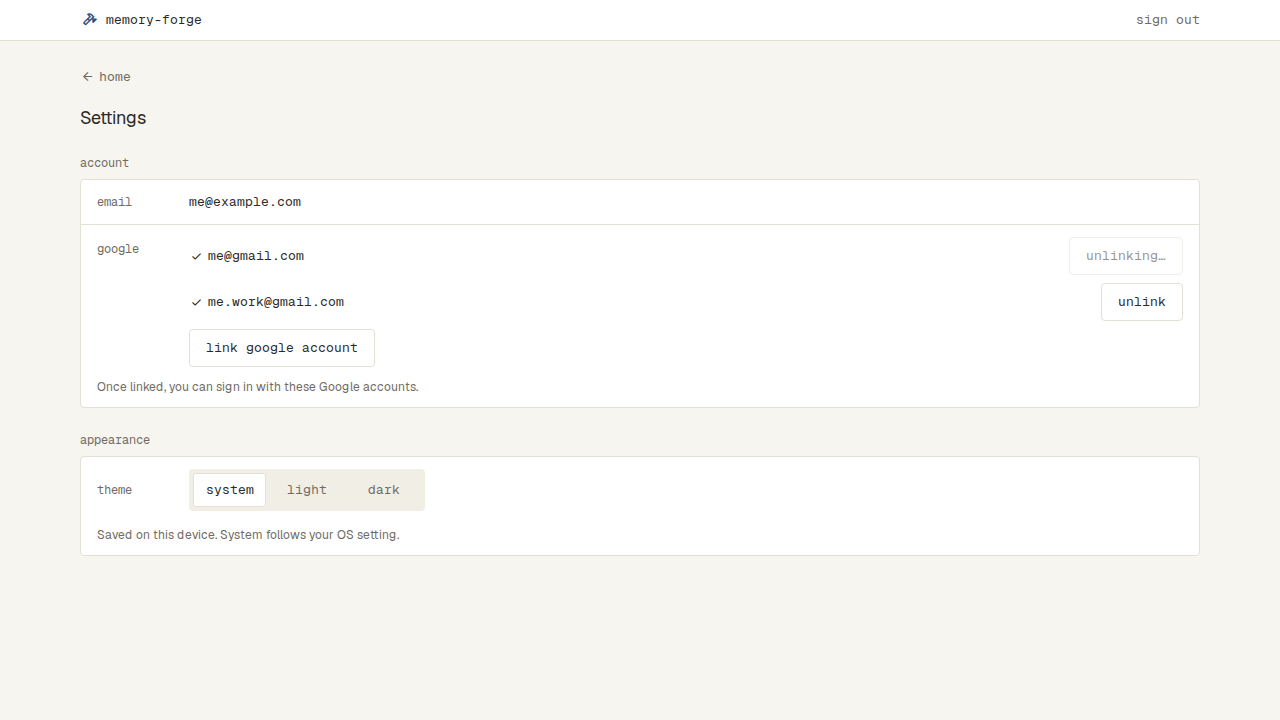 memory-forge sign out
← home
Settings
account
email me@example.com
google ✓ me@gmail.com unlinking…
✓ me.work@gmail.com unlink
link google account
Once linked, you can sign in with these Google accounts.
appearance
theme system light dark
Saved on this device. System follows your OS setting.